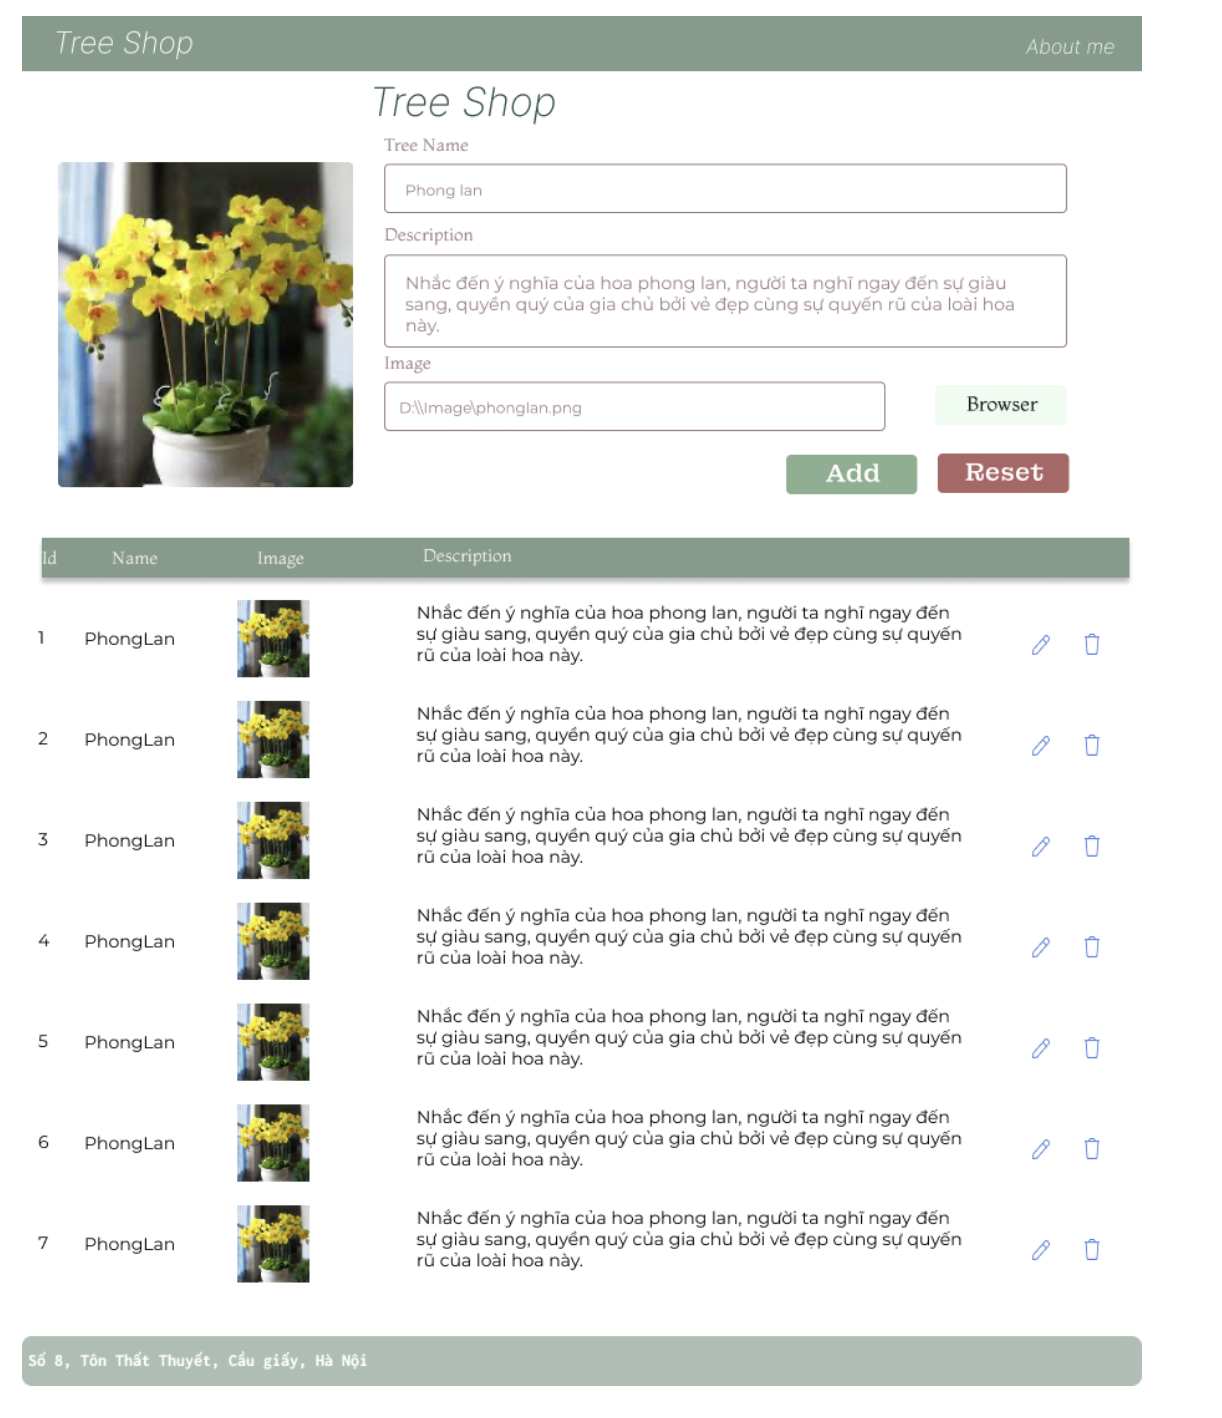 Tree Shop
About me
Tree Shop
Tree Name
Phong lan
Description
Nhắc đến ý nghĩa của hoa phong lan, người ta nghĩ ngay đến sự giàu
sang, quyền quý của gia chủ bởi vẻ đẹp cùng sự quyến rũ của loài hoa
này.
Image
D:\\Image\phonglan.png
Browser
Add
Reset
Id
Name
Image
Description
1
PhongLan
Nhắc đến ý nghĩa của hoa phong lan, người ta nghĩ ngay đến
sự giàu sang, quyền quý của gia chủ bởi vẻ đẹp cùng sự quyến
rũ của loài hoa này.
2
PhongLan
Nhắc đến ý nghĩa của hoa phong lan, người ta nghĩ ngay đến
sự giàu sang, quyền quý của gia chủ bởi vẻ đẹp cùng sự quyến
rũ của loài hoa này.
3
PhongLan
Nhắc đến ý nghĩa của hoa phong lan, người ta nghĩ ngay đến
sự giàu sang, quyền quý của gia chủ bởi vẻ đẹp cùng sự quyến
rũ của loài hoa này.
4
PhongLan
Nhắc đến ý nghĩa của hoa phong lan, người ta nghĩ ngay đến
sự giàu sang, quyền quý của gia chủ bởi vẻ đẹp cùng sự quyến
rũ của loài hoa này.
5
PhongLan
Nhắc đến ý nghĩa của hoa phong lan, người ta nghĩ ngay đến
sự giàu sang, quyền quý của gia chủ bởi vẻ đẹp cùng sự quyến
rũ của loài hoa này.
6
PhongLan
Nhắc đến ý nghĩa của hoa phong lan, người ta nghĩ ngay đến
sự giàu sang, quyền quý của gia chủ bởi vẻ đẹp cùng sự quyến
rũ của loài hoa này.
7
PhongLan
Nhắc đến ý nghĩa của hoa phong lan, người ta nghĩ ngay đến
sự giàu sang, quyền quý của gia chủ bởi vẻ đẹp cùng sự quyến
rũ của loài hoa này.
Số 8, Tôn Thất Thuyết, Cầu giấy, Hà Nội